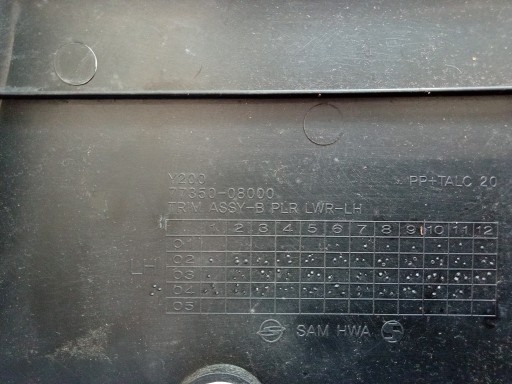 Y200
77350-08000
TRIM ASSY-B PLR LWR-LH
PP+TALC 20
1 2 3 4 5 6 7 8 9 10 11 12
01
02
03
04
05
LH
SAM HWA